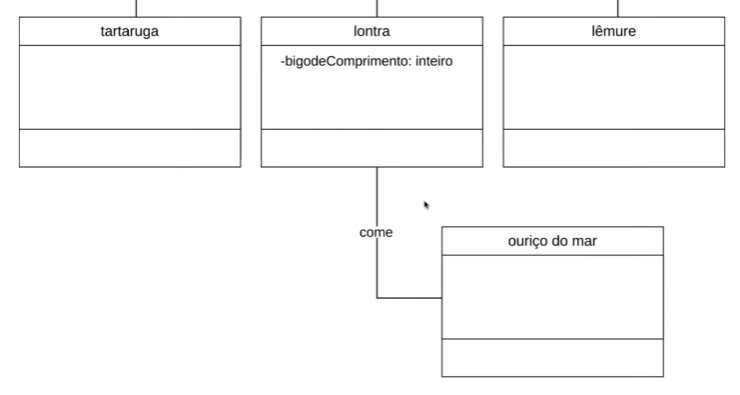 tartaruga
lontra
lêmure
-bigodeComprimento: inteiro
come
ouriço do mar